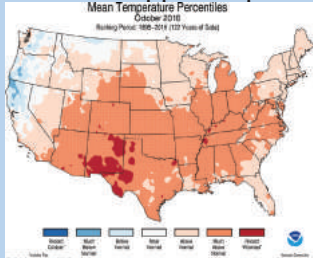 Mean Temperature Percentiles
October 2016
Ranking Period: 1895–2016 (122 Years of Data)
Record Coldest
Much Below Normal
Below Normal
Near Normal
Above Normal
Much Above Normal
Record Warmest